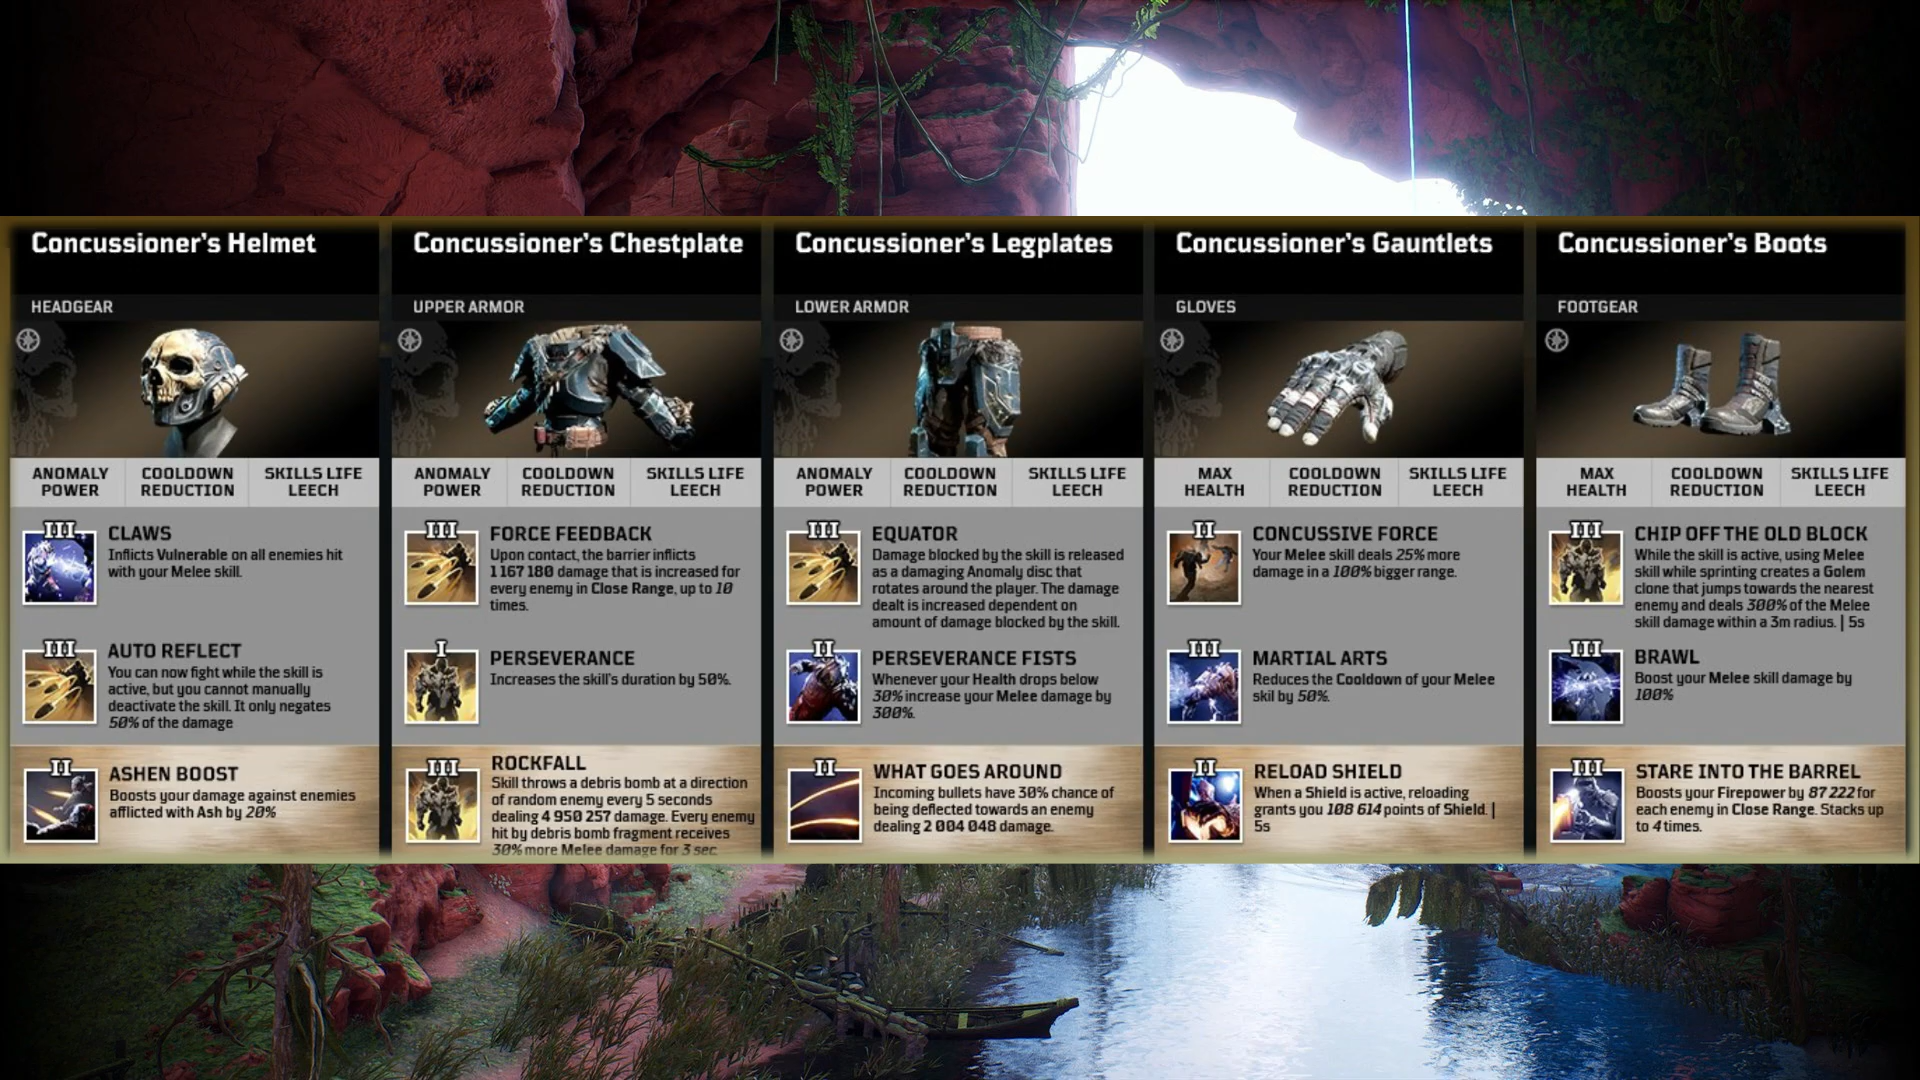 Concussioner's Helmet
HEADGEAR
ANOMALY
POWER
COOLDOWN
REDUCTION
SKILLS LIFE
LEECH
III
CLAWS
Inflicts Vulnerable on all enemies hit
with your Melee skill.
III
AUTO REFLECT
You can now fight while the skill is
active, but you cannot manually
deactivate the skill. It only negates
50% of the damage
II
ASHEN BOOST
Boosts your damage against enemies
afflicted with Ash by 20%
Concussioner's Chestplate
UPPER ARMOR
ANOMALY
POWER
COOLDOWN
REDUCTION
SKILLS LIFE
LEECH
III
FORCE FEEDBACK
Upon contact, the barrier inflicts
1 167 180 damage that is increased for
every enemy in Close Range, up to 10
times.
I
PERSEVERANCE
Increases the skill's duration by 50%.
III
ROCKFALL
Skill throws a debris bomb at a direction
of random enemy every 5 seconds
dealing 4 950 257 damage. Every enemy
hit by debris bomb fragment receives
30% more Melee damage for 3 sec
Concussioner's Legplates
LOWER ARMOR
ANOMALY
POWER
COOLDOWN
REDUCTION
SKILLS LIFE
LEECH
III
EQUATOR
Damage blocked by the skill is released
as a damaging Anomaly disc that
rotates around the player. The damage
dealt is increased dependent on
amount of damage blocked by the skill.
II
PERSEVERANCE FISTS
Whenever your Health drops below
30% increase your Melee damage by
300%.
II
WHAT GOES AROUND
Incoming bullets have 30% chance of
being deflected towards an enemy
dealing 2 004 048 damage.
Concussioner's Gauntlets
GLOVES
MAX
HEALTH
COOLDOWN
REDUCTION
SKILLS LIFE
LEECH
II
CONCUSSIVE FORCE
Your Melee skill deals 25% more
damage in a 100% bigger range.
III
MARTIAL ARTS
Reduces the Cooldown of your Melee
skil by 50%.
II
RELOAD SHIELD
When a Shield is active, reloading
grants you 108 614 points of Shield. |
5s
Concussioner's Boots
FOOTGEAR
MAX
HEALTH
COOLDOWN
REDUCTION
SKILLS LIFE
LEECH
III
CHIP OFF THE OLD BLOCK
While the skill is active, using Melee
skill while sprinting creates a Golem
clone that jumps towards the nearest
enemy and deals 300% of the Melee
skill damage within a 3m radius. | 5s
III
BRAWL
Boost your Melee skill damage by
100%
III
STARE INTO THE BARREL
Boosts your Firepower by 87 222 for
each enemy in Close Range. Stacks up
to 4 times.